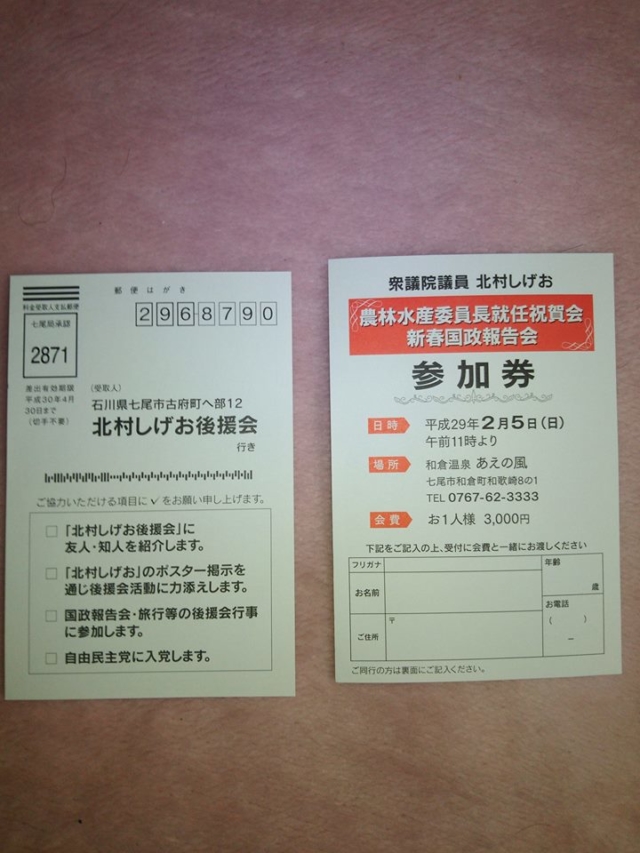 郵便はがき
料金受取人支払郵便
七尾局承認
2871
差出有効期限
平成30年4月
30日まで
(切手不要)
2968790
(受取人)
石川県七尾市古府町へ部12
北村しげお後援会
行き
ご協力いただける項目に✓をお願い申し上げます。
□「北村しげお後援会」に
友人・知人を紹介します。
□「北村しげお」のポスター掲示を
通じ後援会活動に力添えします。
□国政報告会・旅行等の後援会行事
に参加します。
□自由民主党に入党します。
衆議院議員 北村しげお
農林水産委員長就任祝賀会
新春国政報告会
参加券
日時 平成29年2月5日(日)
午前11時より
場所 和倉温泉 あえの風
七尾市和倉町和歌崎8の1
TEL 0767-62-3333
会費 お1人様 3,000円
下記をご記入の上、受付に会費と一緒にお渡しください
フリガナ
お名前
年齢
歳
ご住所
〒
お電話
( )
－
ご同行の方は裏面にご記入ください。